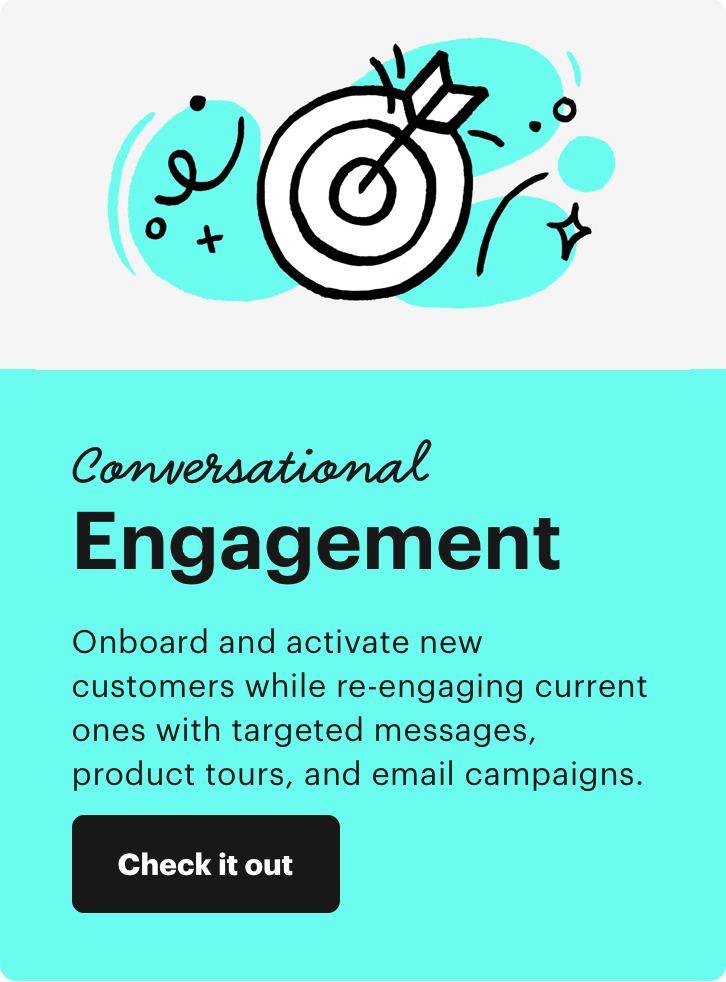 Conversational
Engagement
Onboard and activate new
customers while re-engaging current
ones with targeted messages,
product tours, and email campaigns.
Check it out